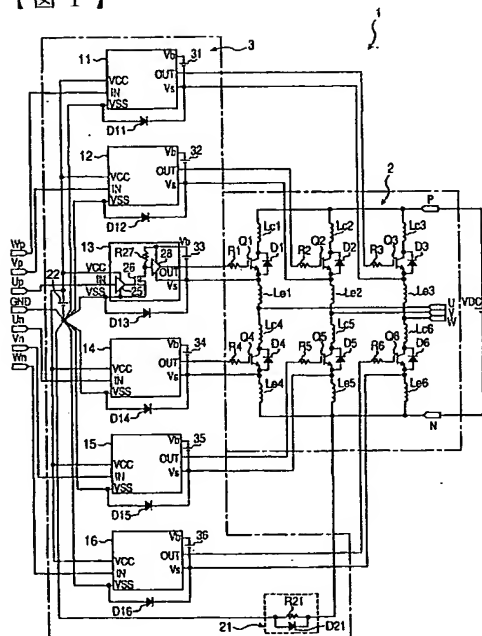 【図1】
1
3
11
Vb
31
OUT
VCC
IN
Vs
VSS
D11
12
Vb
32
OUT
VCC
IN
Vs
VSS
D12
2
P
Lc1
Lc2
Lc3
Q1
D1
Q2
D2
Q3
D3
R1
R2
R3
13
R27
28
Vb
33
26
VCC
OUT
IN
Vs
VSS
25
D13
Le1
Le2
Le3
Wp
Vp
Up
GND
Un
Vn
Wn
22
U
V
W
VDC
14
Vb
34
OUT
VCC
IN
Vs
VSS
D14
Lc4
Lc5
Lc6
Q4
D4
Q5
D5
Q6
D6
R4
R5
R6
Le4
Le5
Le6
N
15
Vb
35
OUT
VCC
IN
Vs
VSS
D15
16
Vb
36
OUT
VCC
IN
Vs
VSS
D16
R21
21
D21